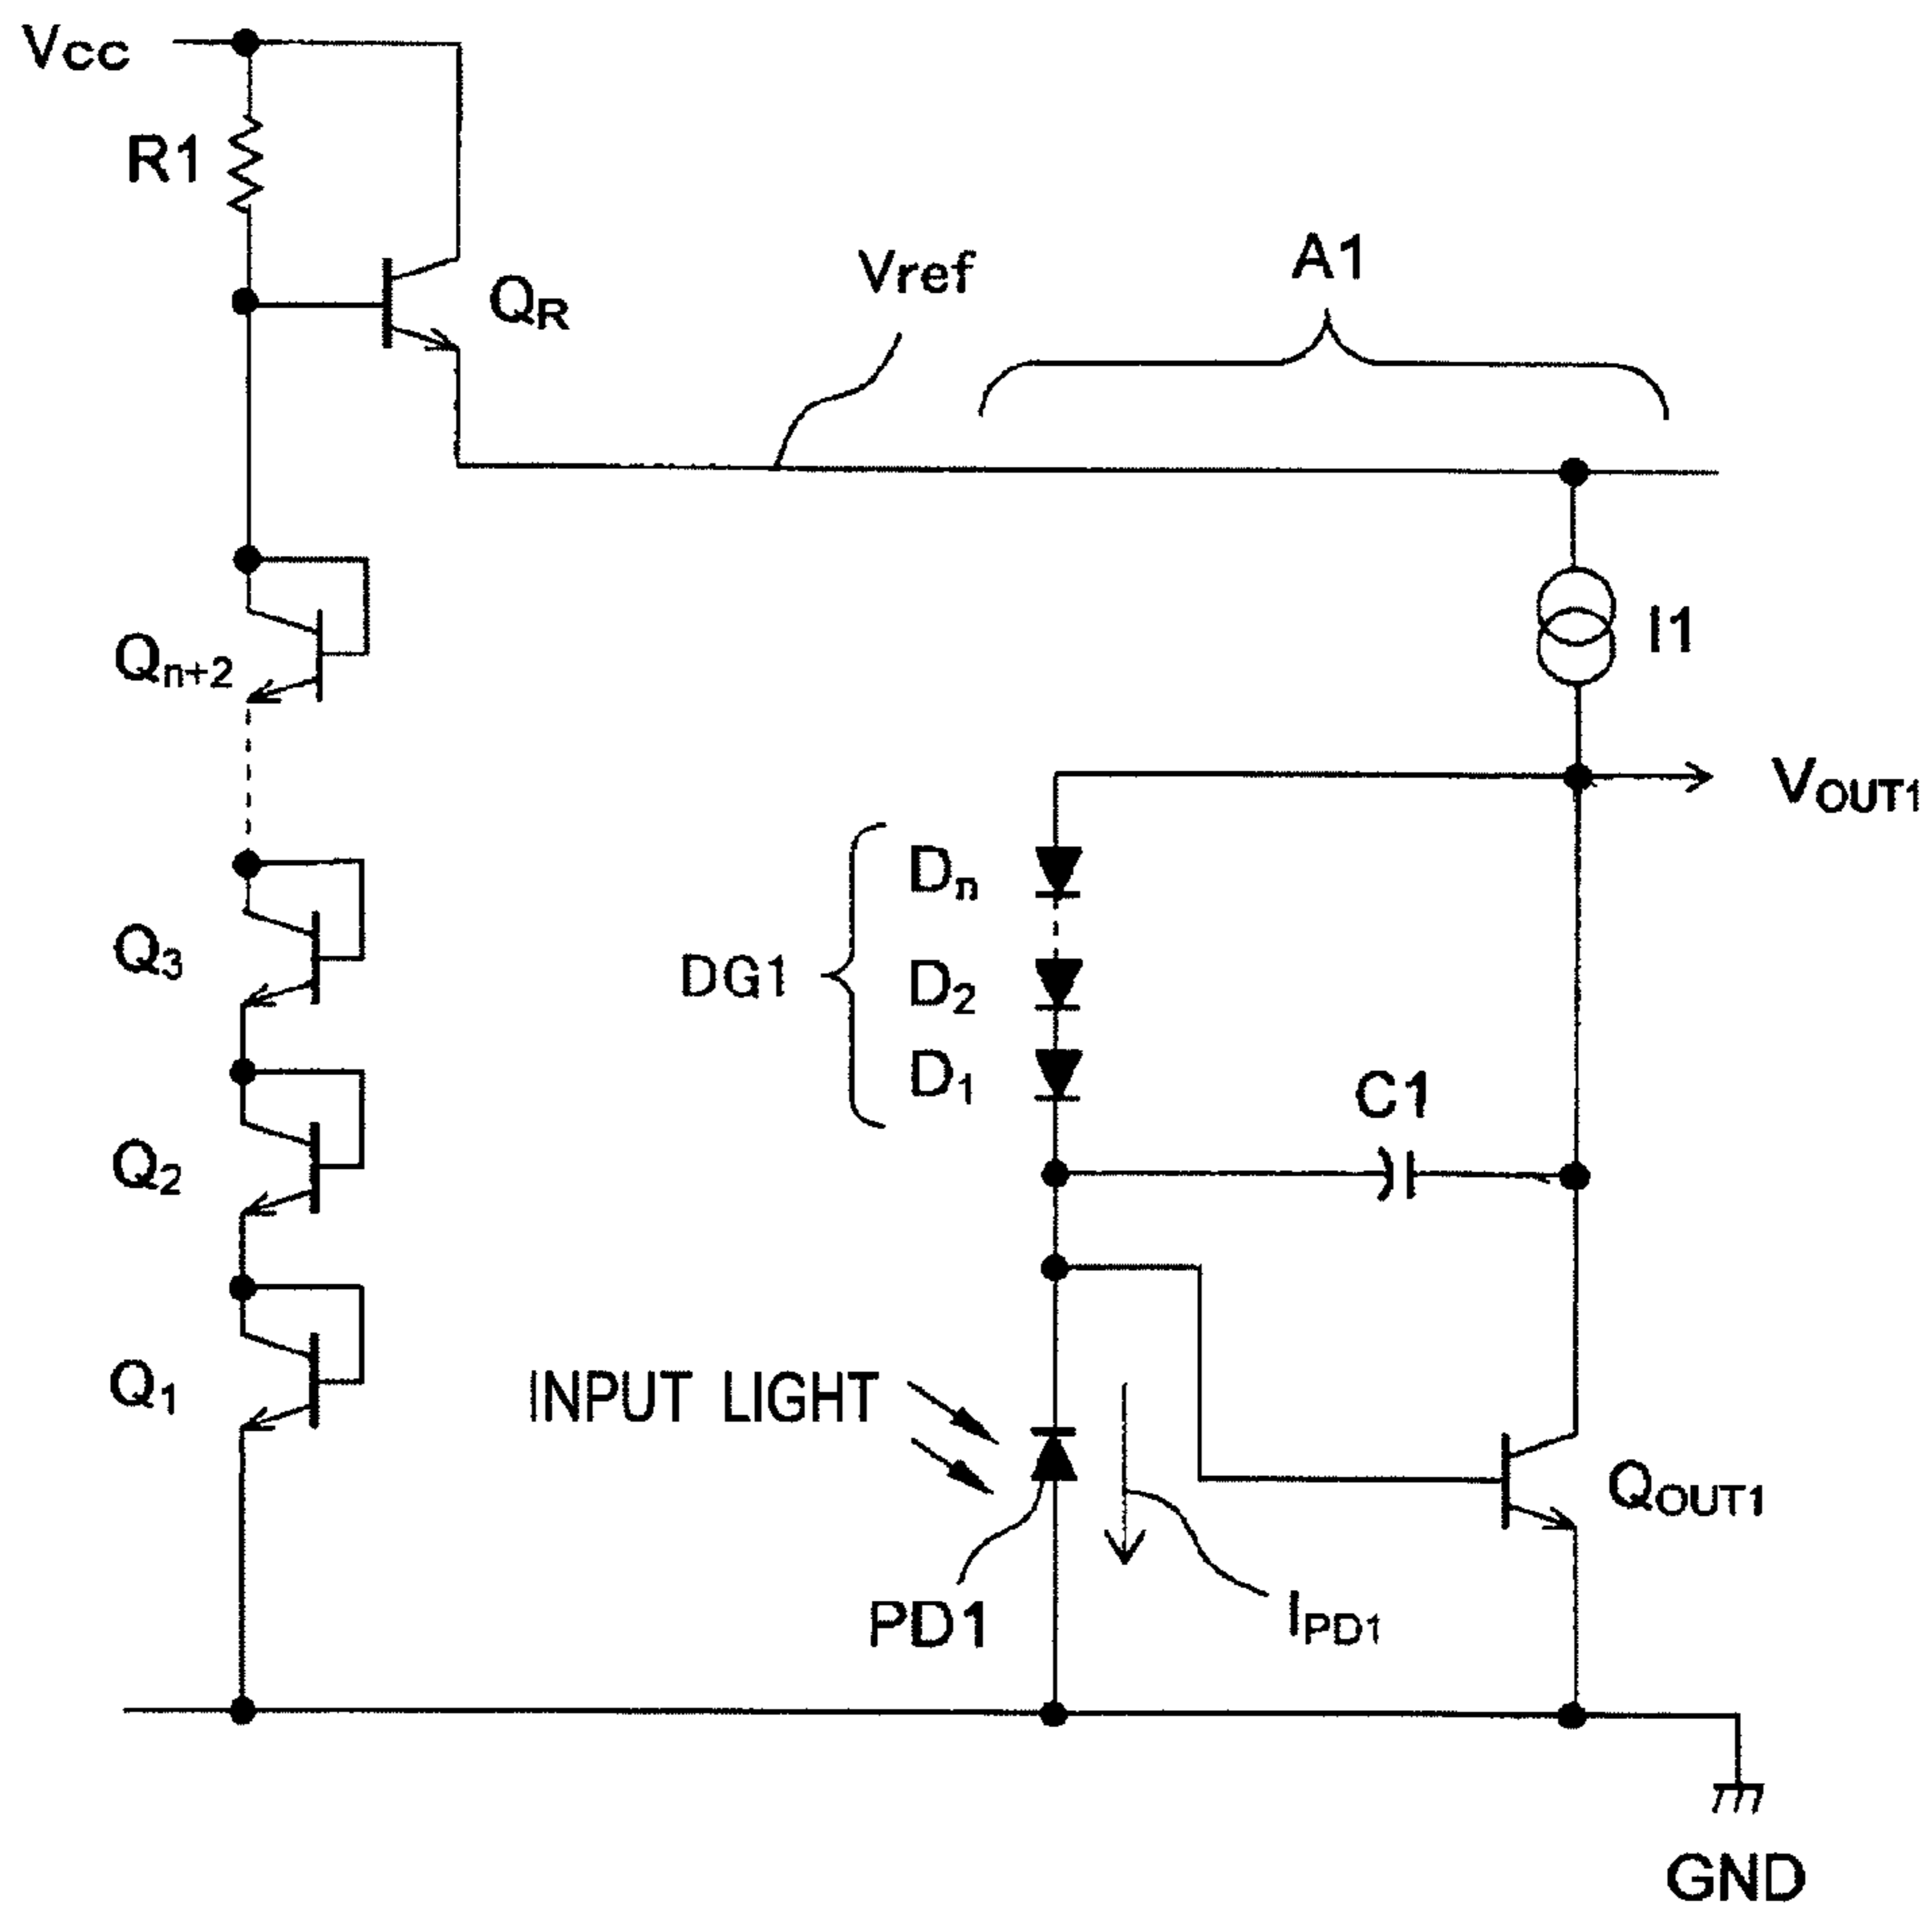 VCC
R1
QR
Vref
A1
Qn+2
I1
VOUT1
Dn
Q3
DG1
D2
D1
C1
Q2
Q1
INPUT LIGHT
QOUT1
PD1
IPD1
GND